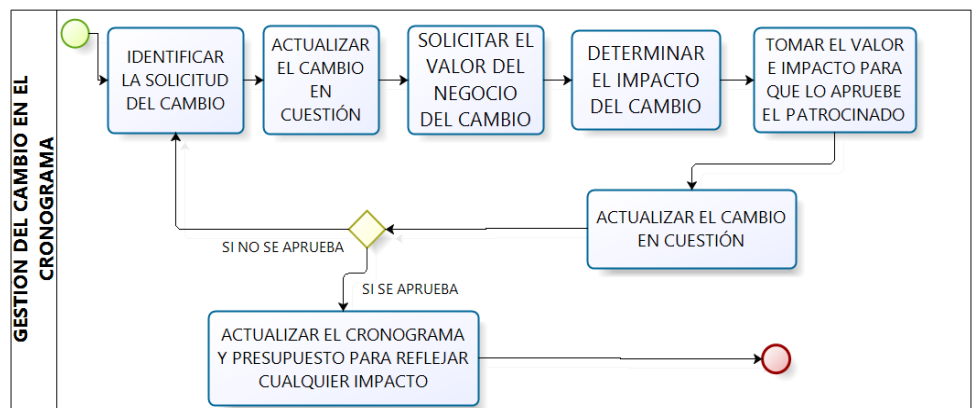 GESTION DEL CAMBIO EN EL
CRONOGRAMA
IDENTIFICAR
LA SOLICITUD
DEL CAMBIO
ACTUALIZAR
EL CAMBIO
EN
CUESTIÓN
SOLICITAR EL
VALOR DEL
NEGOCIO
DEL CAMBIO
DETERMINAR
EL IMPACTO
DEL CAMBIO
TOMAR EL VALOR
E IMPACTO PARA
QUE LO APRUEBE
EL PATROCINADO
ACTUALIZAR EL CAMBIO
EN CUESTIÓN
SI NO SE APRUEBA
SI SE APRUEBA
ACTUALIZAR EL CRONOGRAMA
Y PRESUPUESTO PARA REFLEJAR
CUALQUIER IMPACTO